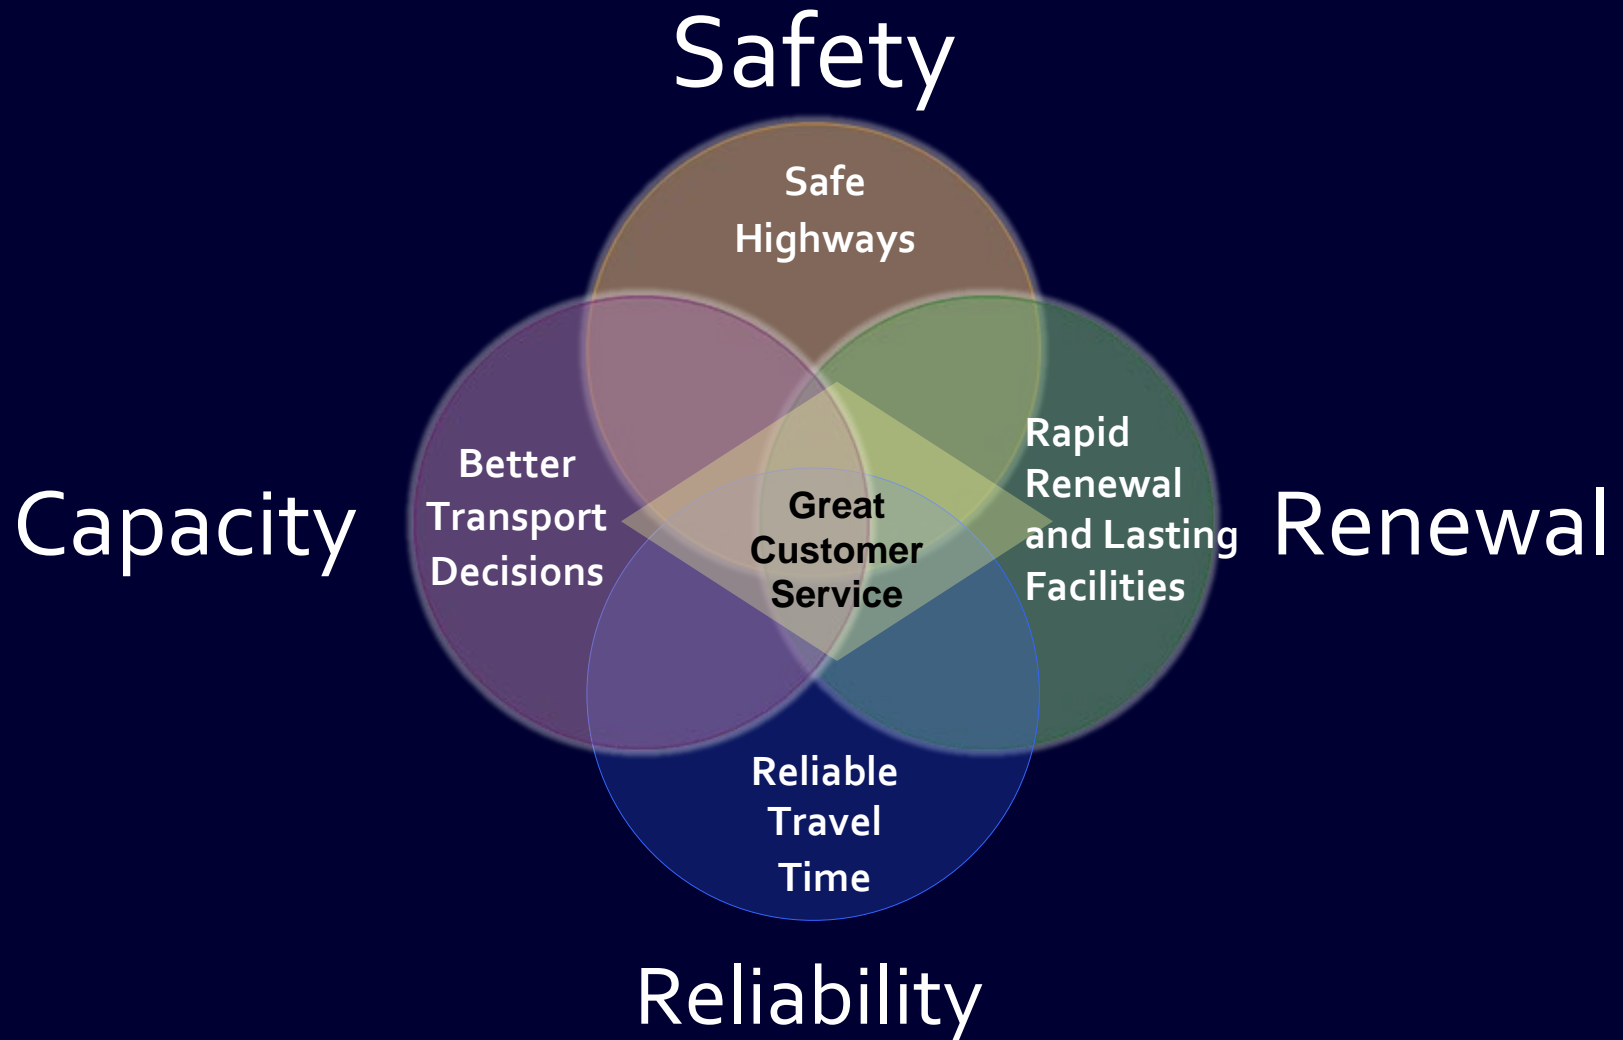 Safety
Safe
Highways
Capacity
Better
Transport
Decisions
Great
Customer
Service
Rapid
Renewal
and Lasting
Facilities
Renewal
Reliable
Travel
Time
Reliability